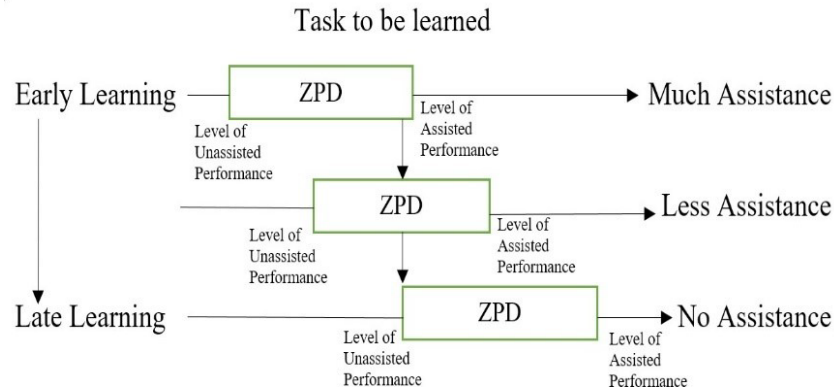 Task to be learned
Early Learning
ZPD
Much Assistance
Level of
Unassisted
Performance
Level of
Assisted
Performance
ZPD
Less Assistance
Level of
Unassisted
Performance
Level of
Assisted
Performance
Late Learning
ZPD
No Assistance
Level of
Unassisted
Performance
Level of
Assisted
Performance